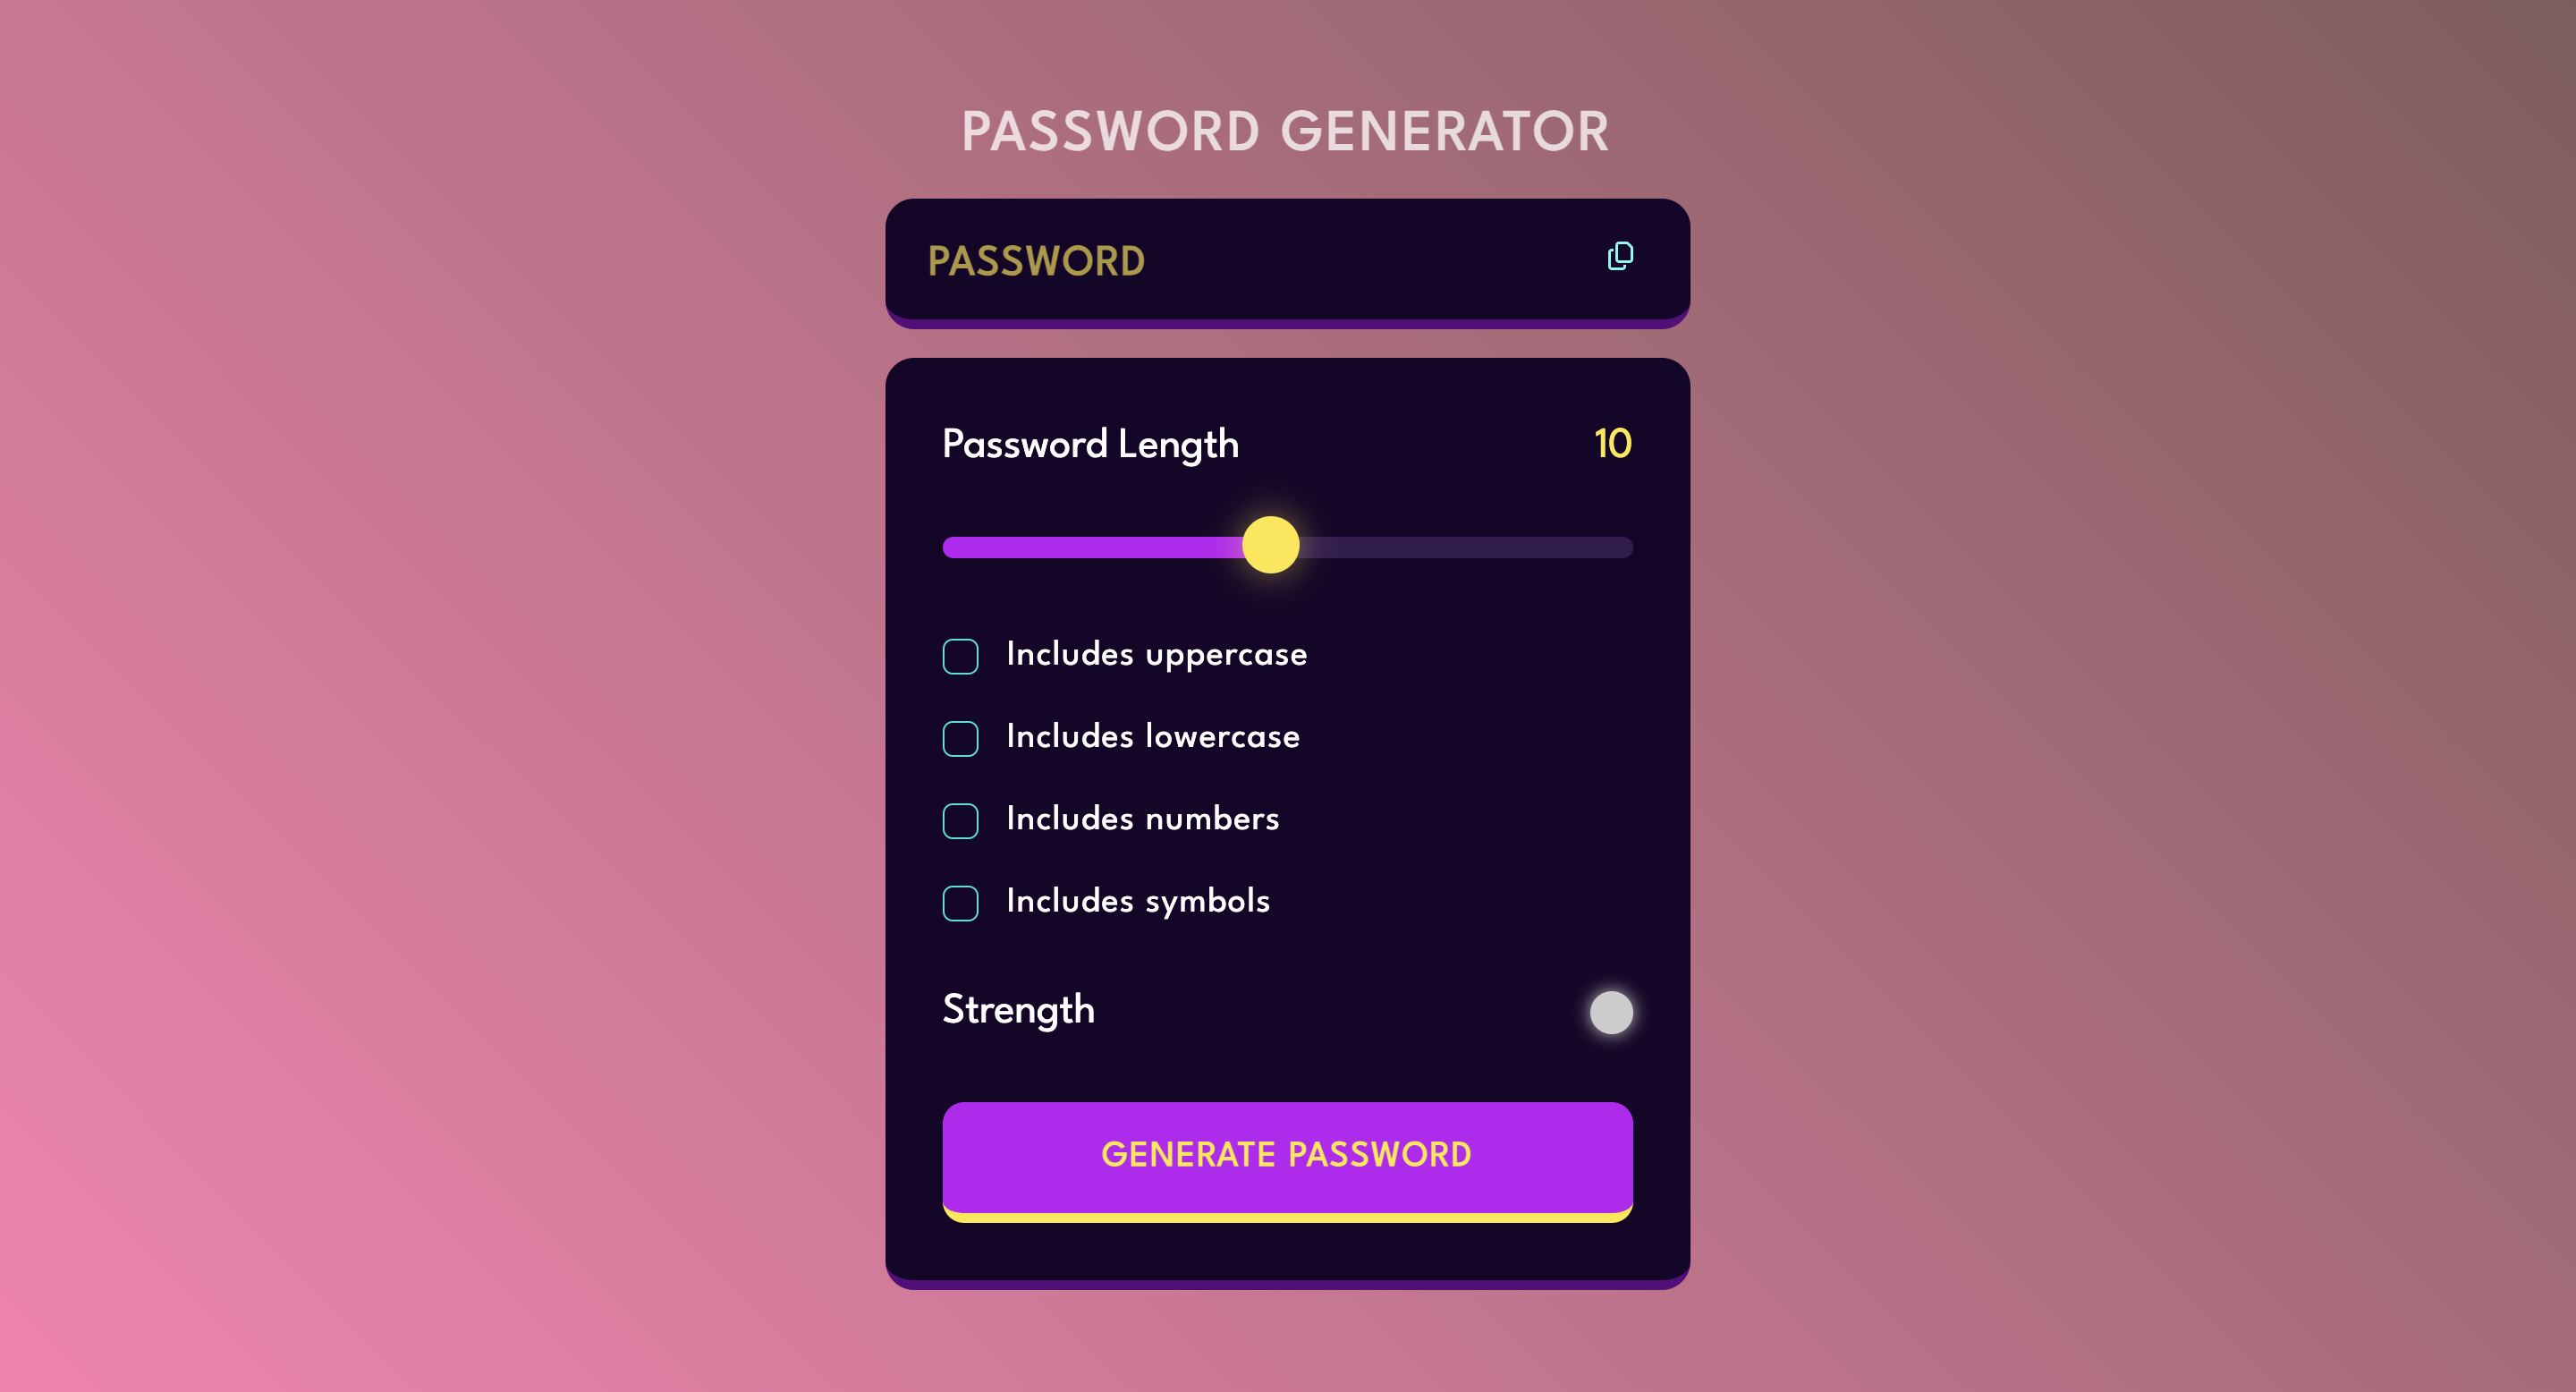 PASSWORD GENERATOR
PASSWORD
Password Length 10
Includes uppercase
Includes lowercase
Includes numbers
Includes symbols
Strength
GENERATE PASSWORD